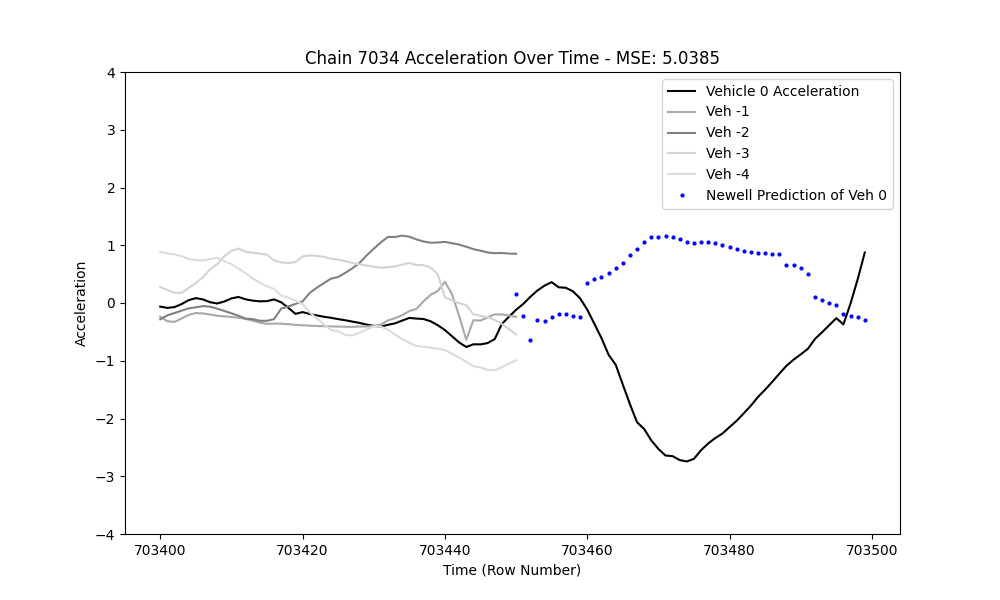 Chain 7034 Acceleration Over Time - MSE: 5.0385
4
3
2
1
0
−1
−2
−3
−4
Acceleration
Vehicle 0 Acceleration
Veh -1
Veh -2
Veh -3
Veh -4
Newell Prediction of Veh 0
703400
703420
703440
703460
703480
703500
Time (Row Number)